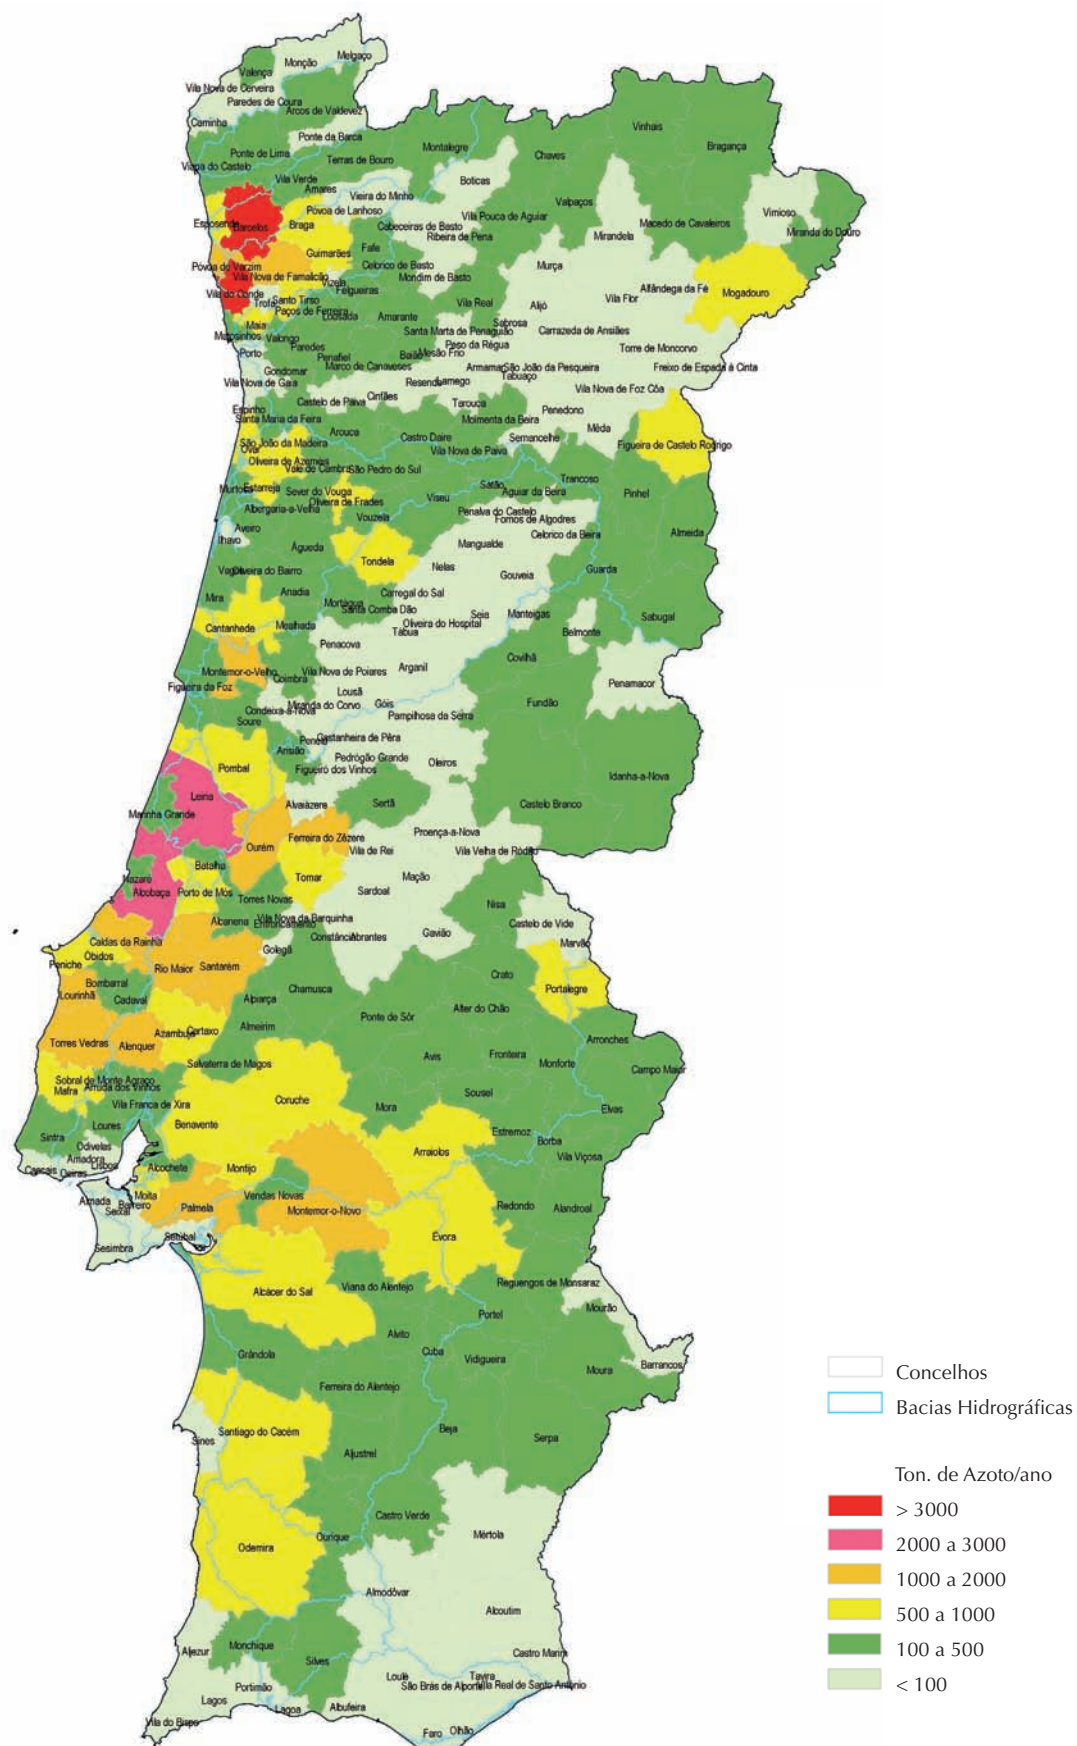 Melgaço
Monção
Valença
Vila Nova de Cerveira
Paredes de Coura
Arcos de Valdevez
Caminha
Ponte da Barca
Vinhais
Bragança
Montalegre
Chaves
Ponte de Lima
Terras de Bouro
Viana do Castelo
Vila Verde
Boticas
Amares
Vieira do Minho
Valpaços
Póvoa de Lanhoso
Vila Pouca de Aguiar
Vimioso
Esposende
Barcelos
Braga
Cabeceiras de Basto
Macedo de Cavaleiros
Miranda do Douro
Ribeira de Pena
Mirandela
Fafe
Guimarães
Celorico de Basto
Murça
Póvoa de Varzim
Vila Nova de Famalicão
Mondim de Basto
Vizela
Felgueiras
Alfândega da Fé
Mogadouro
Vila do Conde
Trofa
Santo Tirso
Vila Real
Alijó
Vila Flor
Paços de Ferreira
Lousada
Amarante
Maia
Sabrosa
Santa Marta de Penaguião
Carrazeda de Ansiães
Matosinhos
Valongo
Paredes
Peso da Régua
Torre de Moncorvo
Porto
Penafiel
Baião
Mesão Frio
Marco de Canaveses
Armamar
São João da Pesqueira
Freixo de Espada à Cinta
Gondomar
Tabuaço
Vila Nova de Gaia
Resende
Lamego
Vila Nova de Foz Côa
Cinfães
Castelo de Paiva
Tarouca
Espinho
Penedono
Santa Maria da Feira
Moimenta da Beira
Mêda
Arouca
Castro Daire
Sernancelhe
São João da Madeira
Figueira de Castelo Rodrigo
Ovar
Vila Nova de Paiva
Oliveira de Azeméis
Vale de Cambra
São Pedro do Sul
Trancoso
Murtosa
Estarreja
Sever do Vouga
Sátão
Aguiar da Beira
Pinhel
Oliveira de Frades
Viseu
Albergaria-a-Velha
Vouzela
Penalva do Castelo
Fornos de Algodres
Aveiro
Ílhavo
Celorico da Beira
Almeida
Águeda
Mangualde
Tondela
Nelas
Vagos
Oliveira do Bairro
Gouveia
Guarda
Anadia
Carregal do Sal
Mira
Mortágua
Santa Comba Dão
Seia
Manteigas
Sabugal
Cantanhede
Mealhada
Oliveira do Hospital
Tábua
Belmonte
Penacova
Covilhã
Montemor-o-Velho
Vila Nova de Poiares
Arganil
Coimbra
Penamacor
Figueira da Foz
Lousã
Miranda do Corvo
Góis
Fundão
Condeixa-a-Nova
Pampilhosa da Serra
Soure
Penela
Castanheira de Pêra
Ansião
Pedrógão Grande
Oleiros
Pombal
Figueiró dos Vinhos
Idanha-a-Nova
Leiria
Alvaiázere
Sertã
Castelo Branco
Marinha Grande
Proença-a-Nova
Ferreira do Zêzere
Ourém
Vila de Rei
Vila Velha de Ródão
Batalha
Tomar
Mação
Nazaré
Alcobaça
Porto de Mós
Sardoal
Torres Novas
Nisa
Alcanena
Vila Nova da Barquinha
Entroncamento
Castelo de Vide
Constância
Abrantes
Gavião
Caldas da Rainha
Golegã
Marvão
Óbidos
Peniche
Rio Maior
Santarém
Crato
Bombarral
Chamusca
Portalegre
Lourinhã
Cadaval
Alpiarça
Alter do Chão
Ponte de Sôr
Azambuja
Cartaxo
Almeirim
Torres Vedras
Alenquer
Arronches
Avis
Fronteira
Monforte
Salvaterra de Magos
Campo Maior
Sobral de Monte Agraço
Mafra
Arruda dos Vinhos
Sousel
Coruche
Vila Franca de Xira
Mora
Elvas
Loures
Benavente
Estremoz
Sintra
Borba
Odivelas
Arraiolos
Vila Viçosa
Amadora
Cascais
Oeiras
Lisboa
Alcochete
Montijo
Moita
Vendas Novas
Almada
Barreiro
Seixal
Palmela
Montemor-o-Novo
Redondo
Alandroal
Setúbal
Évora
Sesimbra
Reguengos de Monsaraz
Alcácer do Sal
Viana do Alentejo
Mourão
Portel
Alvito
Grândola
Cuba
Vidigueira
Moura
Barrancos
Ferreira do Alentejo
Santiago do Cacém
Beja
Sines
Serpa
Aljustrel
Castro Verde
Ourique
Mértola
Odemira
Almodôvar
Alcoutim
Aljezur
Monchique
Silves
Castro Marim
Loulé
Tavira
Portimão
São Brás de Alportel
Vila Real de Santo António
Lagos
Lagoa
Albufeira
Vila do Bispo
Faro
Olhão
Concelhos
Bacias Hidrográficas
Ton. de Azoto/ano
> 3000
2000 a 3000
1000 a 2000
500 a 1000
100 a 500
< 100